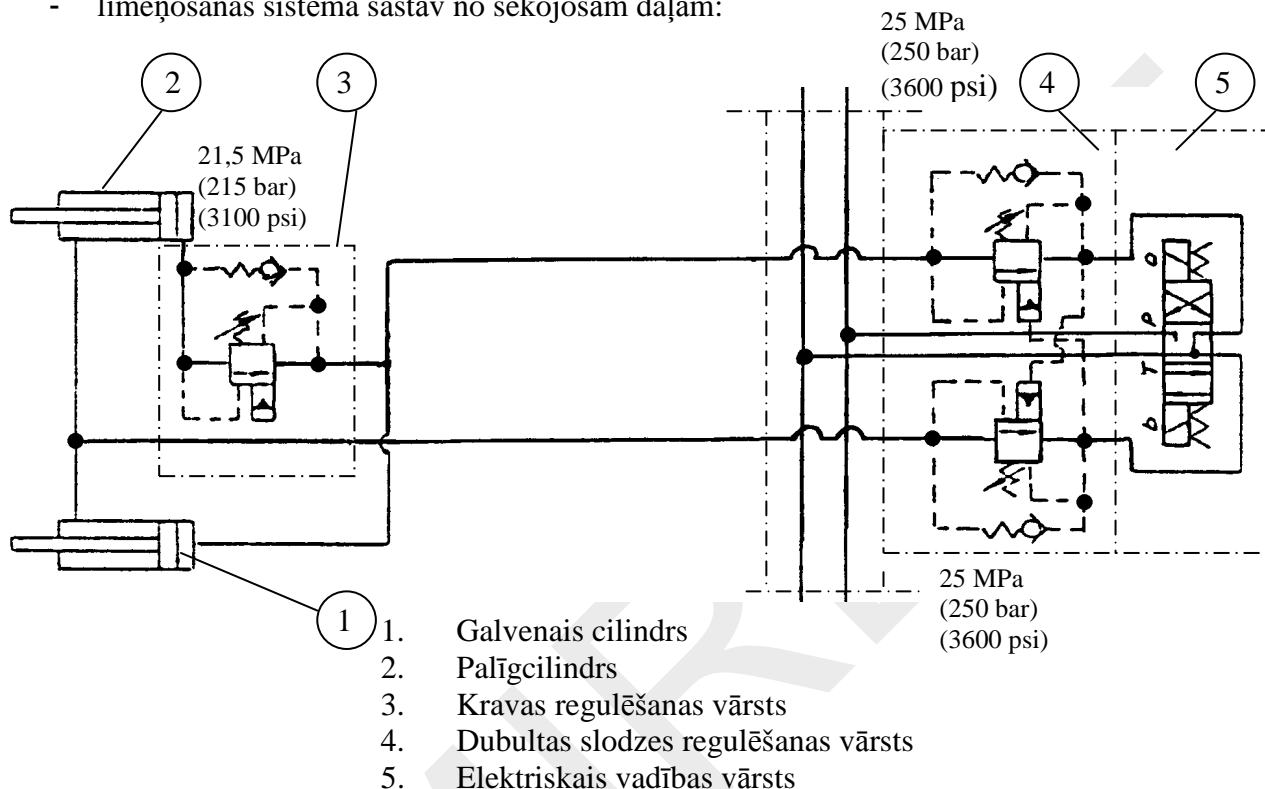 - līmeņošanas sistēma sastāv no sekojošām daļām:
25 MPa
(250 bar)
(3600 psi)
2
3
4
5
21,5 MPa
(215 bar)
(3100 psi)
a
P
T
b
25 MPa
(250 bar)
(3600 psi)
1
1. Galvenais cilindrs
2. Palīgcilindrs
3. Kravas regulēšanas vārsts
4. Dubultas slodzes regulēšanas vārsts
5. Elektriskais vadības vārsts